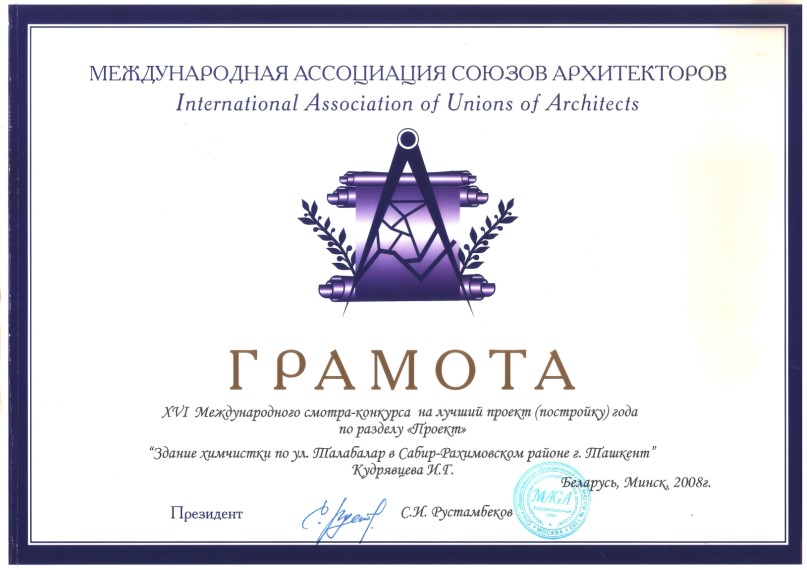 МЕЖДУНАРОДНАЯ АССОЦИАЦИЯ СОЮЗОВ АРХИТЕКТОРОВ
International Association of Unions of Architects
ГРАМОТА
XVI Международного смотра-конкурса на лучший проект (постройку) года
по разделу «Проект»
"Здание химчистки по ул. Талабалар в Сабир-Рахимовском районе г. Ташкент"
Кудрявцева И.Г.
Беларусь, Минск, 2008г.
Президент
С.И. Рустамбеков
МАСА
МОСКВА